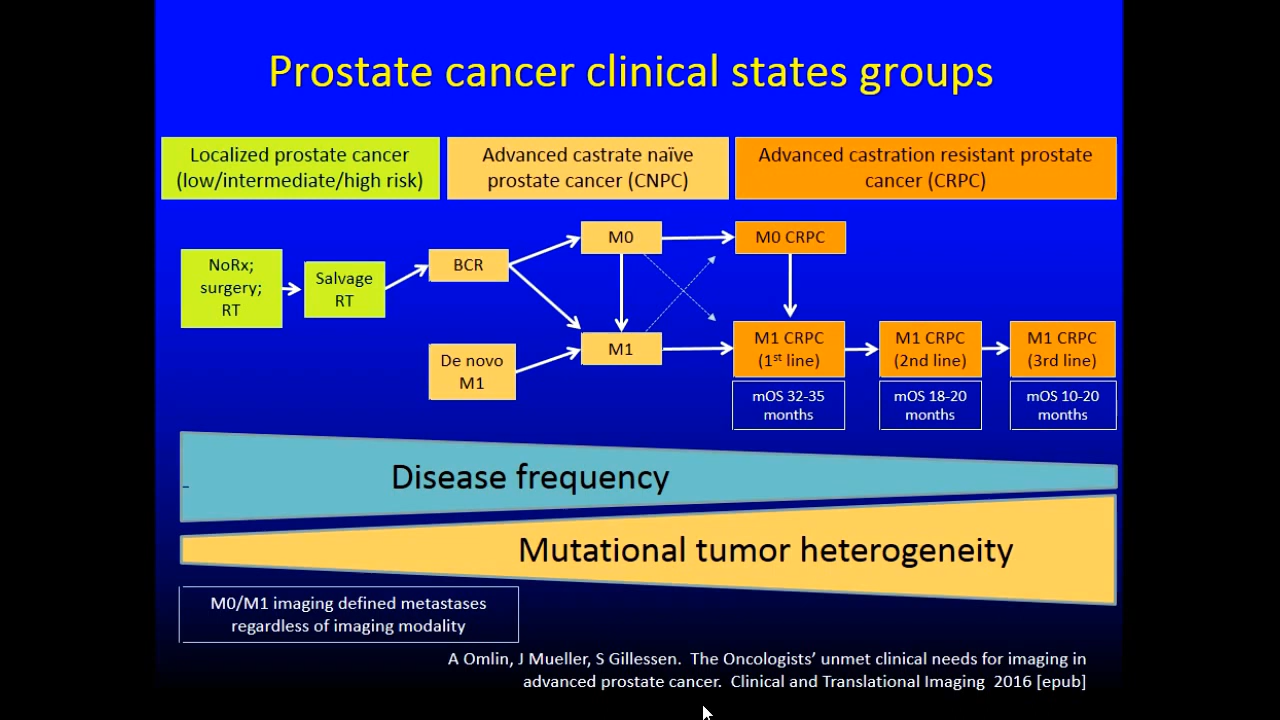 Prostate cancer clinical states groups
Localized prostate cancer
(low/intermediate/high risk)
Advanced castrate naïve
prostate cancer (CNPC)
Advanced castration resistant prostate
cancer (CRPC)
NoRx;
surgery;
RT
Salvage
RT
BCR
De novo
M1
M0
M1
M0 CRPC
M1 CRPC
(1st line)
M1 CRPC
(2nd line)
M1 CRPC
(3rd line)
mOS 32-35
months
mOS 18-20
months
mOS 10-20
months
Disease frequency
Mutational tumor heterogeneity
M0/M1 imaging defined metastases
regardless of imaging modality
A Omlin, J Mueller, S Gillessen. The Oncologists’ unmet clinical needs for imaging in
advanced prostate cancer. Clinical and Translational Imaging 2016 [epub]